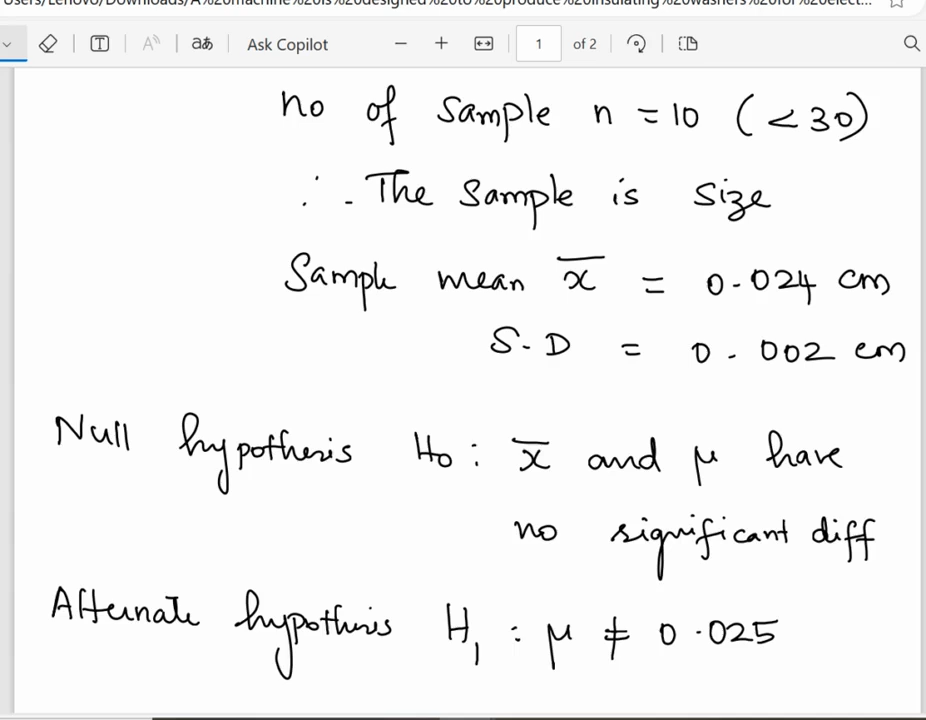 Users/Lenovo/Downloads/A%20machine%20is%20designed%20to%20produce%20insulating%20washers%20for%20elect...
Ask Copilot
1 of 2
no of sample n = 10 (<30)
∴ The sample is size
Sample mean x̅ = 0.024 cm
S.D = 0.002 cm
Null hypothesis H₀ : x̅ and μ have
no significant diff
Alternate hypothesis H₁ : μ ≠ 0.025